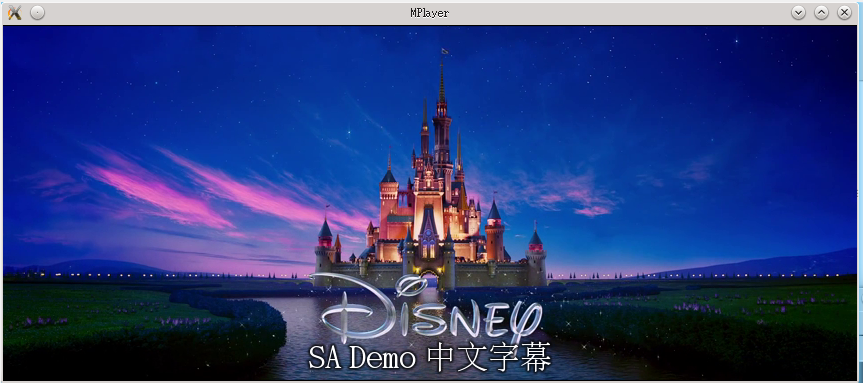 MPlayer
DISNEY
SA Demo 中文字幕